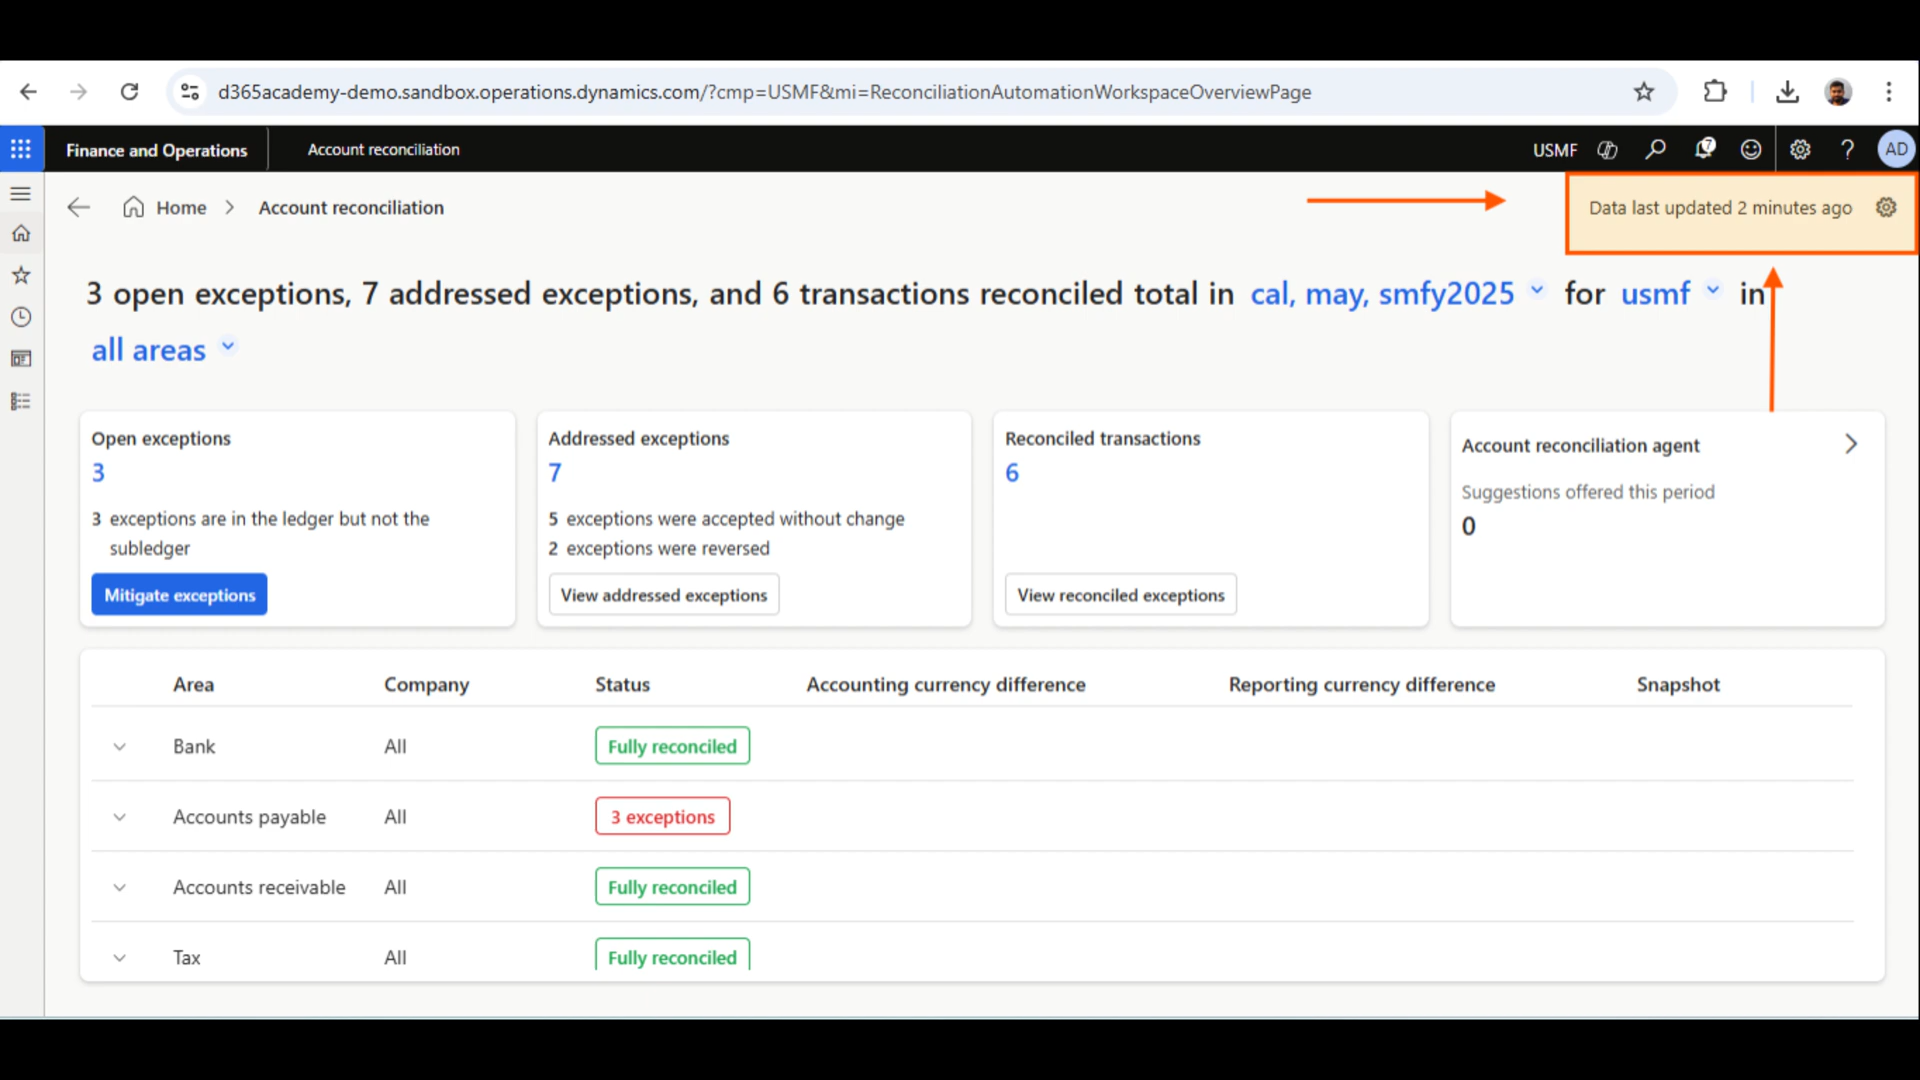 d365academy-demo.sandbox.operations.dynamics.com/?cmp=USMF&mi=ReconciliationAutomationWorkspaceOverviewPage
Finance and Operations
Account reconciliation
USMF
7
?
AD
Home > Account reconciliation
Data last updated 2 minutes ago
3 open exceptions, 7 addressed exceptions, and 6 transactions reconciled total in cal, may, smfy2025 for usmf in
all areas
Open exceptions
3
3 exceptions are in the ledger but not the
subledger
Mitigate exceptions
Addressed exceptions
7
5 exceptions were accepted without change
2 exceptions were reversed
View addressed exceptions
Reconciled transactions
6
View reconciled exceptions
Account reconciliation agent
Suggestions offered this period
0
Area Company Status Accounting currency difference Reporting currency difference Snapshot
Bank All Fully reconciled
Accounts payable All 3 exceptions
Accounts receivable All Fully reconciled
Tax All Fully reconciled